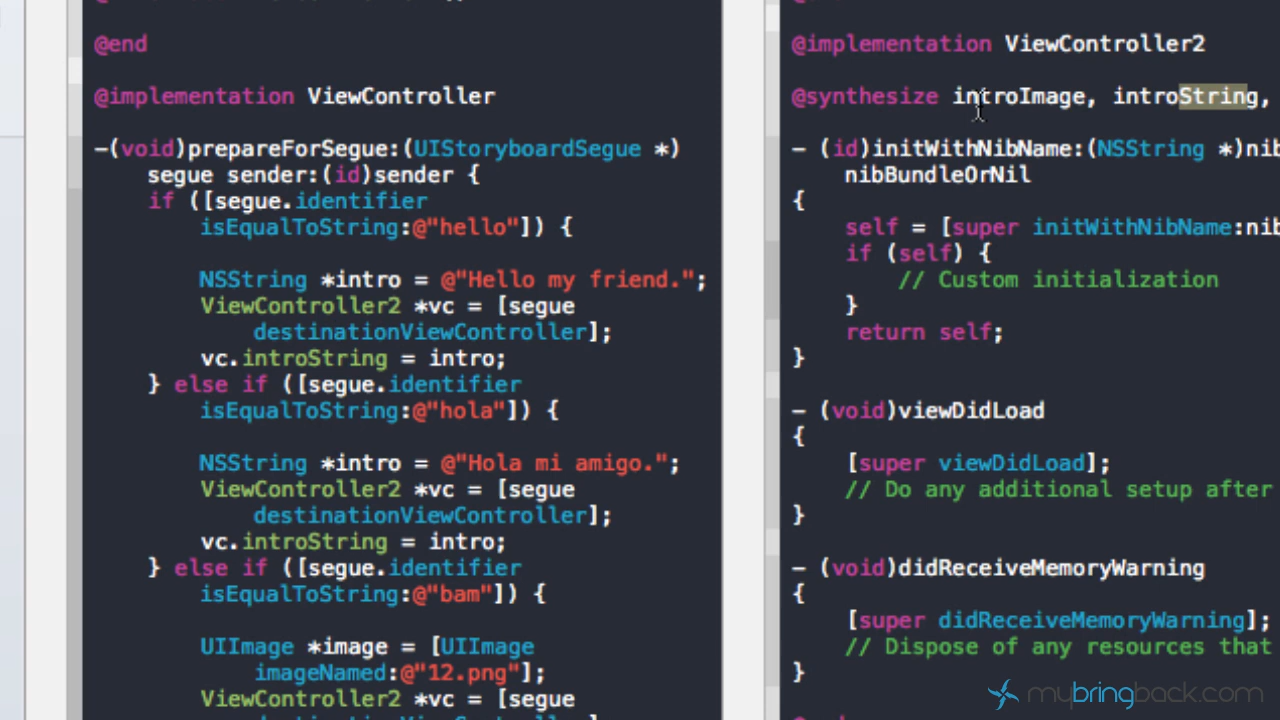 @end
@implementation ViewController
-(void)prepareForSegue:(UIStoryboardSegue *)
segue sender:(id)sender {
if ([segue.identifier
isEqualToString:@"hello"]) {
NSString *intro = @"Hello my friend.";
ViewController2 *vc = [segue
destinationViewController];
vc.introString = intro;
} else if ([segue.identifier
isEqualToString:@"hola"]) {
NSString *intro = @"Hola mi amigo.";
ViewController2 *vc = [segue
destinationViewController];
vc.introString = intro;
} else if ([segue.identifier
isEqualToString:@"bam"]) {
UIImage *image = [UIImage
imageNamed:@"12.png"];
ViewController2 *vc = [segue
@implementation ViewController2
@synthesize introImage, introString,
- (id)initWithNibName:(NSString *)nib
nibBundleOrNil
{
self = [super initWithNibName:nib
if (self) {
// Custom initialization
}
return self;
}
- (void)viewDidLoad
{
[super viewDidLoad];
// Do any additional setup after
}
- (void)didReceiveMemoryWarning
{
[super didReceiveMemoryWarning];
// Dispose of any resources that
}
mybringback.com